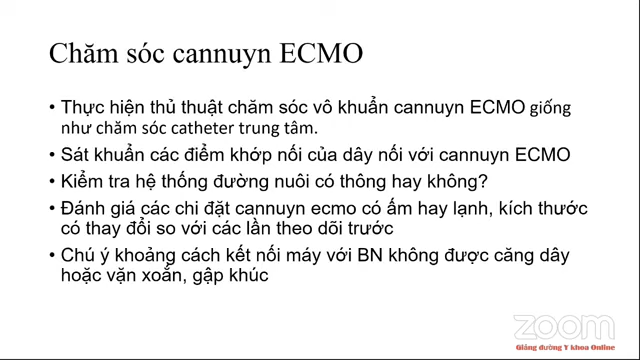 Chăm sóc cannuyn ECMO
• Thực hiện thủ thuật chăm sóc vô khuẩn cannuyn ECMO giống
như chăm sóc catheter trung tâm.
• Sát khuẩn các điểm khớp nối của dây nối với cannuyn ECMO
• Kiểm tra hệ thống đường nuôi có thông hay không?
• Đánh giá các chi đặt cannuyn ecmo có ấm hay lạnh, kích thước
có thay đổi so với các lần theo dõi trước
• Chú ý khoảng cách kết nối máy với BN không được căng dây
hoặc vặn xoắn, gập khúc
zoom
Giảng đường Y khoa Online